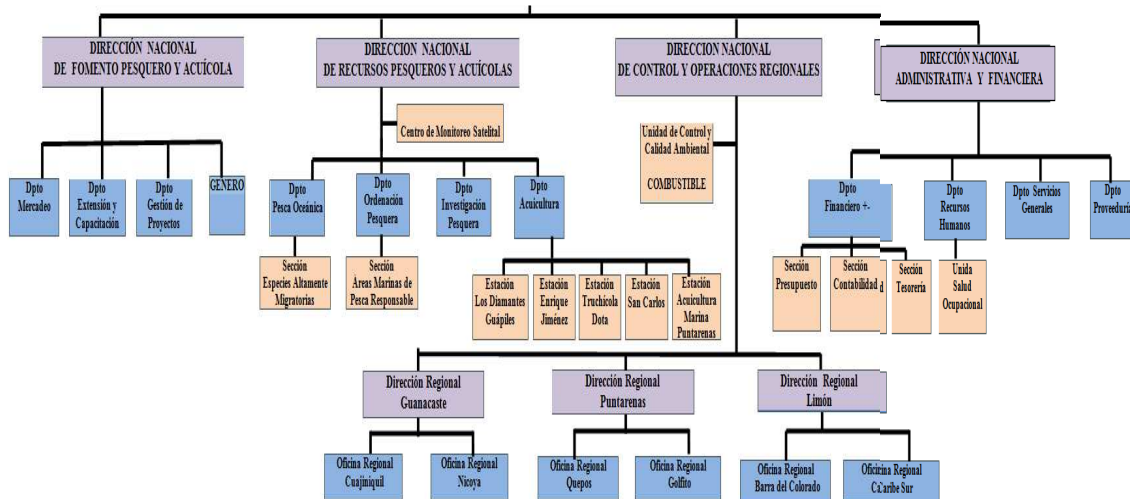 DIRECCIÓN NACIONAL
DE FOMENTO PESQUERO Y ACUÍCOLA
DIRECCION NACIONAL
DE RECURSOS PESQUEROS Y ACUÍCOLAS
DIRECCION NACIONAL
DE CONTROL Y OPERACIONES REGIONALES
DIRECCIÓN NACIONAL
ADMINISTRATIVA Y FINANCIERA
Centro de Monitoreo Satelital
Unidad de Control y
Calidad Ambiental
COMBUSTIBLE
Dpto
Mercadeo
Dpto
Extensión y
Capacitación
Dpto
Gestión de
Proyectos
GENERO
Dpto
Pesca Oceánica
Dpto
Ordenación
Pesquera
Dpto
Investigación
Pesquera
Dpto
Acuicultura
Dpto
Financiero +-
Dpto
Recursos
Humanos
Dpto Servicios
Generales
Dpto
Proveeduría
Sección
Especies Altamente
Migratorias
Sección
Àreas Marinas de
Pesca Responsable
Estación
Los Diamantes
Guápiles
Estación
Enrique
Jiménez
Estación
Truchicola
Dota
Estación
San Carlos
Estación
Acuicultura
Marina
Puntarenas
Sección
Presupuesto
Sección
Contabilidad
d
Sección
Tesorería
Unida
Salud
Ocupacional
Dirección Regional
Guanacaste
Dirección Regional
Puntarenas
Dirección Regional
Limón
Oficina Regional
Cuajiniquil
Oficina Regional
Nicoya
Oficina Regional
Quepos
Oficina Regional
Golfito
Oficina Regional
Barra del Colorado
Oficina Regional
Caribe Sur